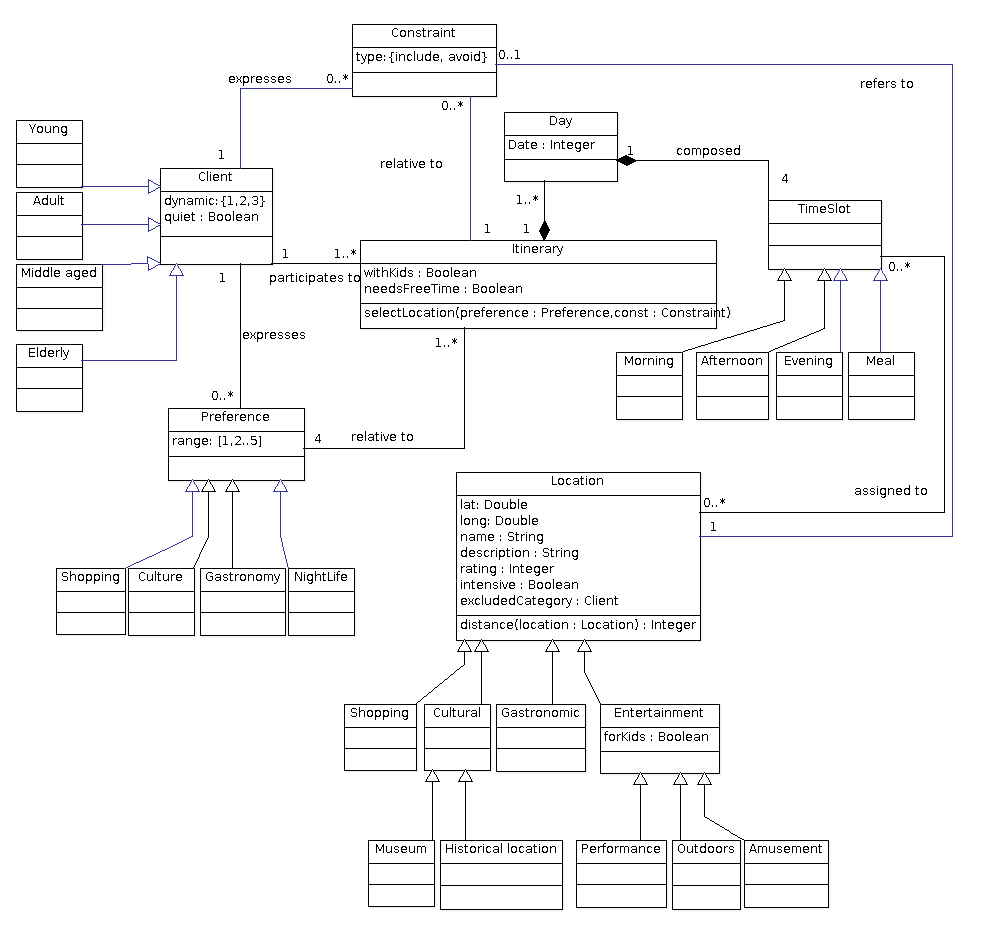 Constraint
type:{include, avoid}
0..1
expresses
0..*
refers to
0..*
Day
Date : Integer
1
composed
Young
1
relative to
4
Client
dynamic:{1,2,3}
quiet : Boolean
Adult
1..*
TimeSlot
1
1
Itinerary
withKids : Boolean
needsFreeTime : Boolean
selectLocation(preference : Preference,const : Constraint)
1
1..*
participates to
0..*
Middle aged
1
expresses
1..*
Elderly
Morning
Afternoon
Evening
Meal
0..*
Preference
range: [1,2..5]
4
relative to
Location
lat: Double
long: Double
name : String
description : String
rating : Integer
intensive : Boolean
excludedCategory : Client
distance(location : Location) : Integer
0..*
assigned to
1
Shopping
Culture
Gastronomy
NightLife
Shopping
Cultural
Gastronomic
Entertainment
forKids : Boolean
Museum
Historical location
Performance
Outdoors
Amusement